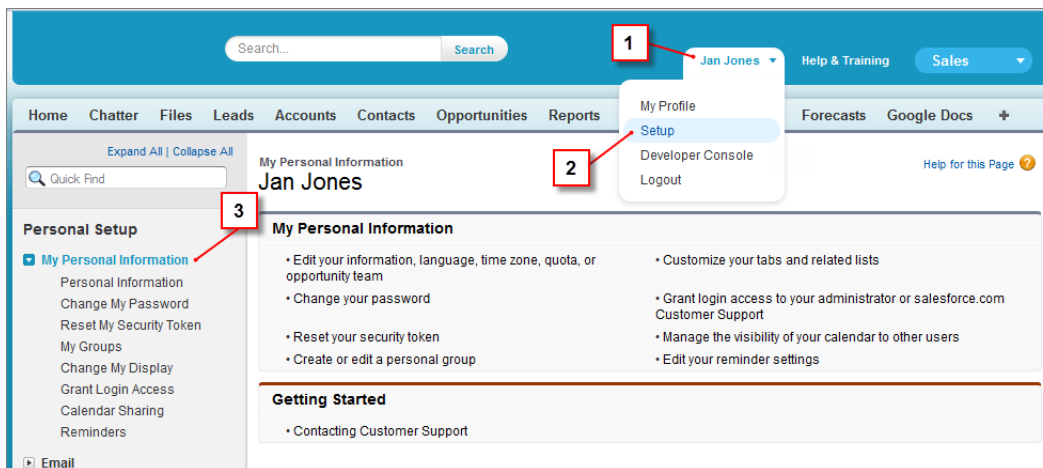 Search...
Search
1
Jan Jones
Help & Training
Sales
Home Chatter Files Leads Accounts Contacts Opportunities Reports Forecasts Google Docs +
My Profile
Setup
Developer Console
Logout
2
Expand All | Collapse All
Quick Find
My Personal Information
Jan Jones
Help for this Page ?
3
Personal Setup
My Personal Information
Personal Information
Change My Password
Reset My Security Token
My Groups
Change My Display
Grant Login Access
Calendar Sharing
Reminders
Email
My Personal Information
• Edit your information, language, time zone, quota, or
opportunity team
• Change your password
• Reset your security token
• Create or edit a personal group
• Customize your tabs and related lists
• Grant login access to your administrator or salesforce.com
Customer Support
• Manage the visibility of your calendar to other users
• Edit your reminder settings
Getting Started
• Contacting Customer Support